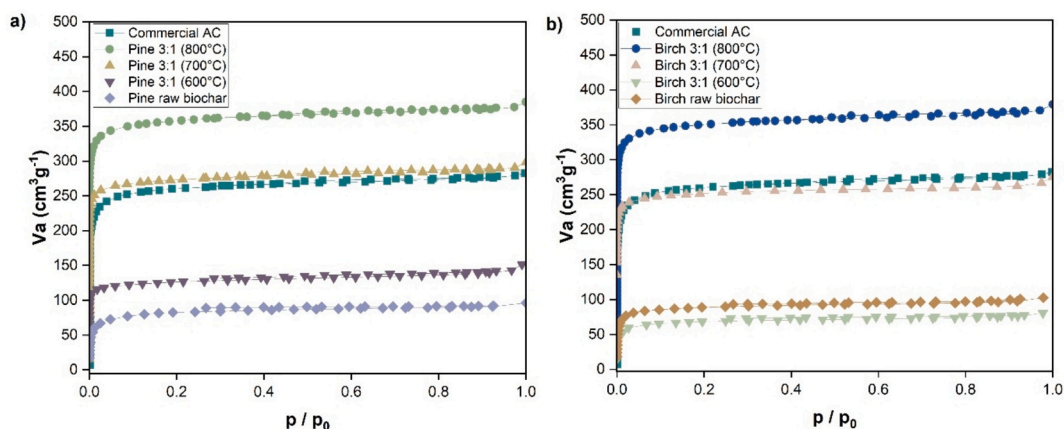 a)
Commercial AC
Pine 3:1 (800°C)
Pine 3:1 (700°C)
Pine 3:1 (600°C)
Pine raw biochar
500
450
400
350
300
250
200
150
100
50
0
Va (cm³g⁻¹)
0.0 0.2 0.4 0.6 0.8 1.0
p / p₀
b)
Commercial AC
Birch 3:1 (800°C)
Birch 3:1 (700°C)
Birch 3:1 (600°C)
Birch raw biochar
500
450
400
350
300
250
200
150
100
50
0
Va (cm³g⁻¹)
0.0 0.2 0.4 0.6 0.8 1.0
p / p₀